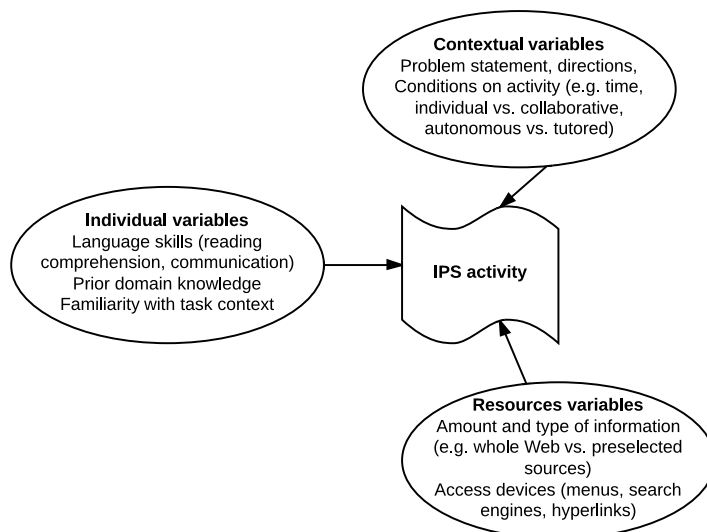 Contextual variables
Problem statement, directions,
Conditions on activity (e.g. time,
individual vs. collaborative,
autonomous vs. tutored)
Individual variables
Language skills (reading
comprehension, communication)
Prior domain knowledge
Familiarity with task context
IPS activity
Resources variables
Amount and type of information
(e.g. whole Web vs. preselected
sources)
Access devices (menus, search
engines, hyperlinks)